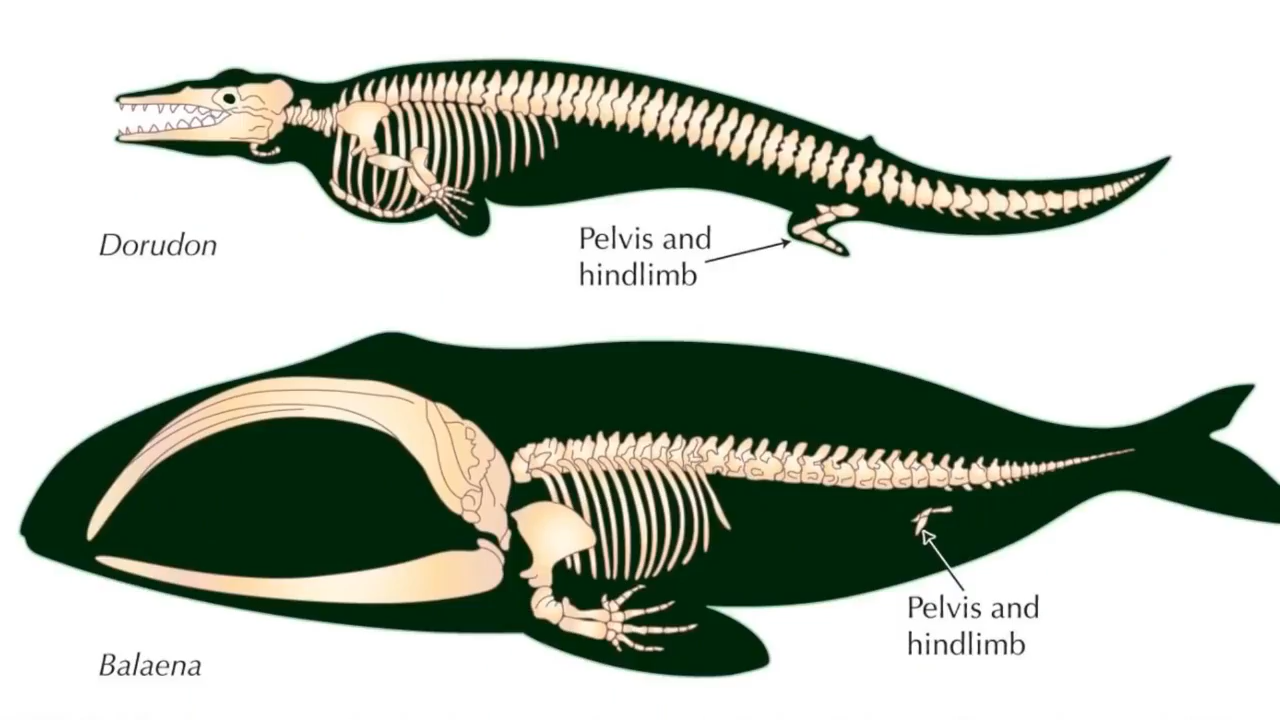 Dorudon
Pelvis and
hindlimb
Pelvis and
hindlimb
Balaena